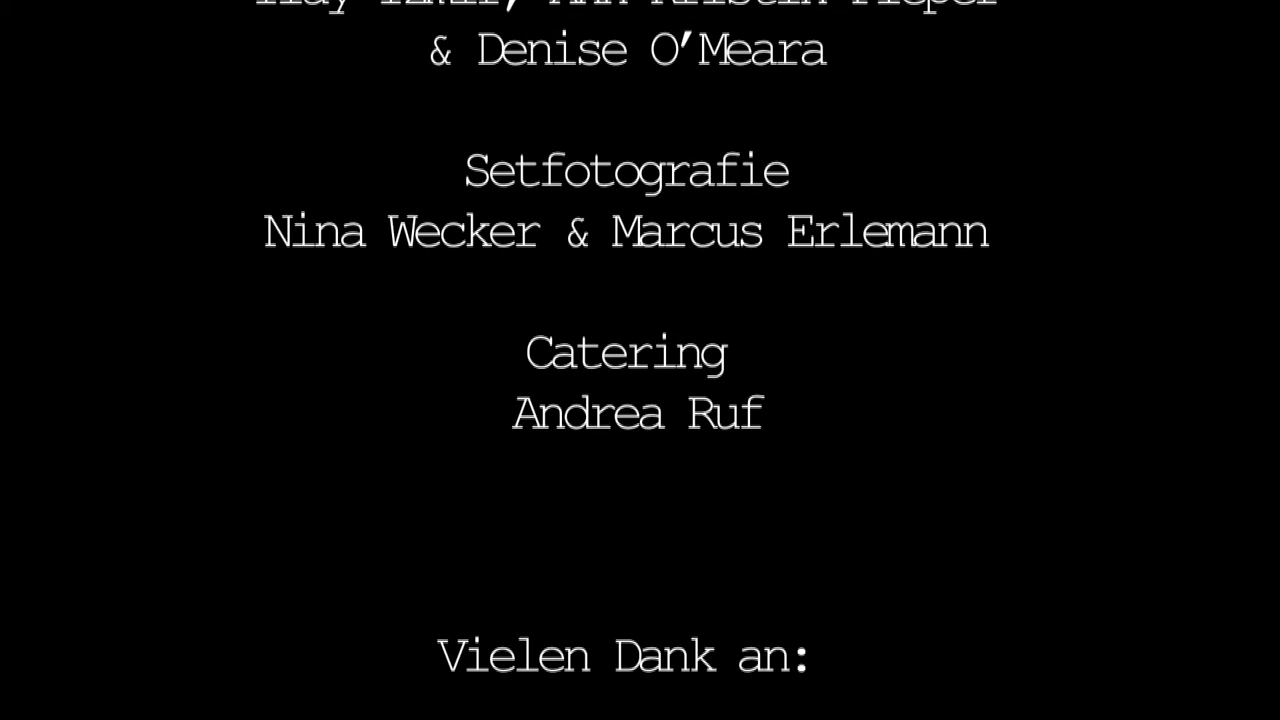 & Denise O’Meara
Setfotografie
Nina Wecker & Marcus Erlemann
Catering
Andrea Ruf
Vielen Dank an: